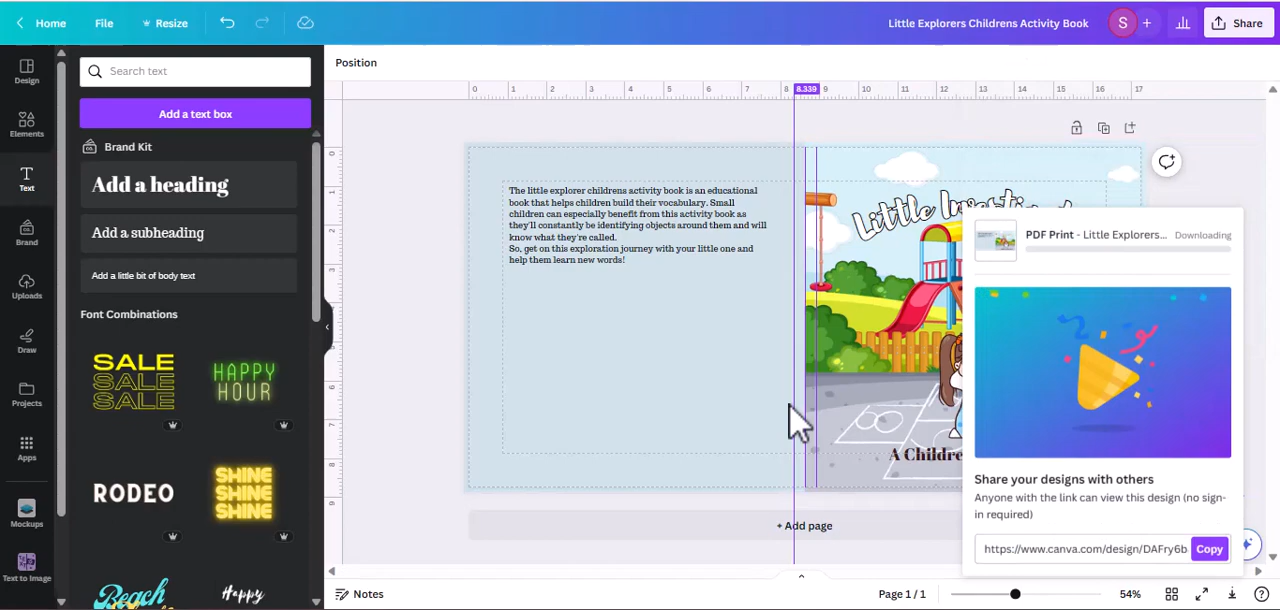 Home
File
Resize
Little Explorers Childrens Activity Book
S
+
Share
Design
Elements
Text
Brand
Uploads
Draw
Projects
Apps
Mockups
Text to Image
Search text
Add a text box
Brand Kit
Add a heading
Add a subheading
Add a little bit of body text
Font Combinations
SALE
SALE
SALE
HAPPY
HOUR
RODEO
SHINE
SHINE
SHINE
Beach
Happy
Position
0 1 2 3 4 5 6 7 8 8.339 9 10 11 12 13 14 15 16 17
The little explorer childrens activity book is an educational
book that helps children build their vocabulary. Small
children can especially benefit from this activity book as
they'll constantly be identifying objects around them and will
know what they're called.
So, get on this exploration journey with your little one and
help them learn new words!
Little Investi
A Childre
PDF Print - Little Explorers... Downloading
Share your designs with others
Anyone with the link can view this design (no sign-
in required)
https://www.canva.com/design/DAFry6b
Copy
+ Add page
Notes
Page 1 / 1
54%